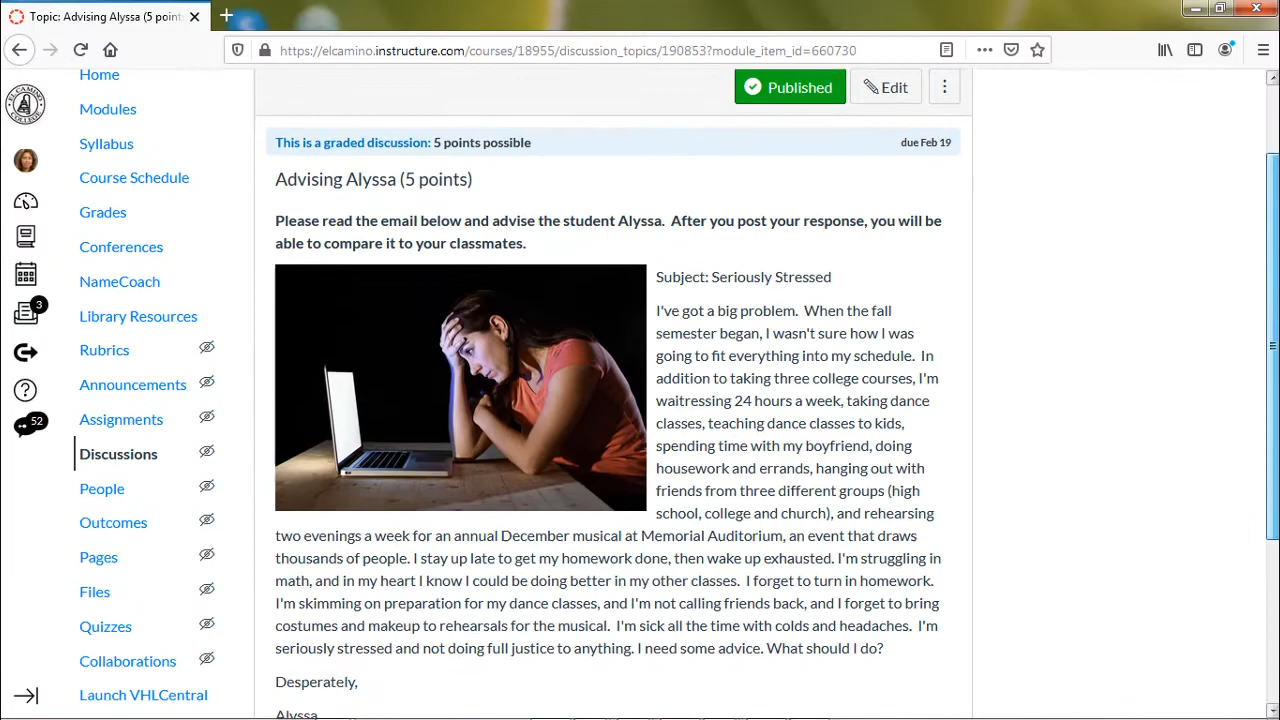 Topic: Advising Alyssa (5 point
https://elcamino.instructure.com/courses/18955/discussion_topics/190853?module_item_id=660730
Home
Modules
Syllabus
Course Schedule
Grades
Conferences
NameCoach
Library Resources
Rubrics
Announcements
Assignments
Discussions
People
Outcomes
Pages
Files
Quizzes
Collaborations
Launch VHLCentral
3
52
Published
Edit
This is a graded discussion: 5 points possible
due Feb 19
Advising Alyssa (5 points)
Please read the email below and advise the student Alyssa.  After you post your response, you will be
able to compare it to your classmates.
Subject: Seriously Stressed
I've got a big problem.  When the fall
semester began, I wasn't sure how I was
going to fit everything into my schedule.  In
addition to taking three college courses, I'm
waitressing 24 hours a week, taking dance
classes, teaching dance classes to kids,
spending time with my boyfriend, doing
housework and errands, hanging out with
friends from three different groups (high
school, college and church), and rehearsing
two evenings a week for an annual December musical at Memorial Auditorium, an event that draws
thousands of people. I stay up late to get my homework done, then wake up exhausted. I'm struggling in
math, and in my heart I know I could be doing better in my other classes.  I forget to turn in homework.
I'm skimming on preparation for my dance classes, and I'm not calling friends back, and I forget to bring
costumes and makeup to rehearsals for the musical.  I'm sick all the time with colds and headaches.  I'm
seriously stressed and not doing full justice to anything. I need some advice. What should I do?
Desperately,
Alyssa